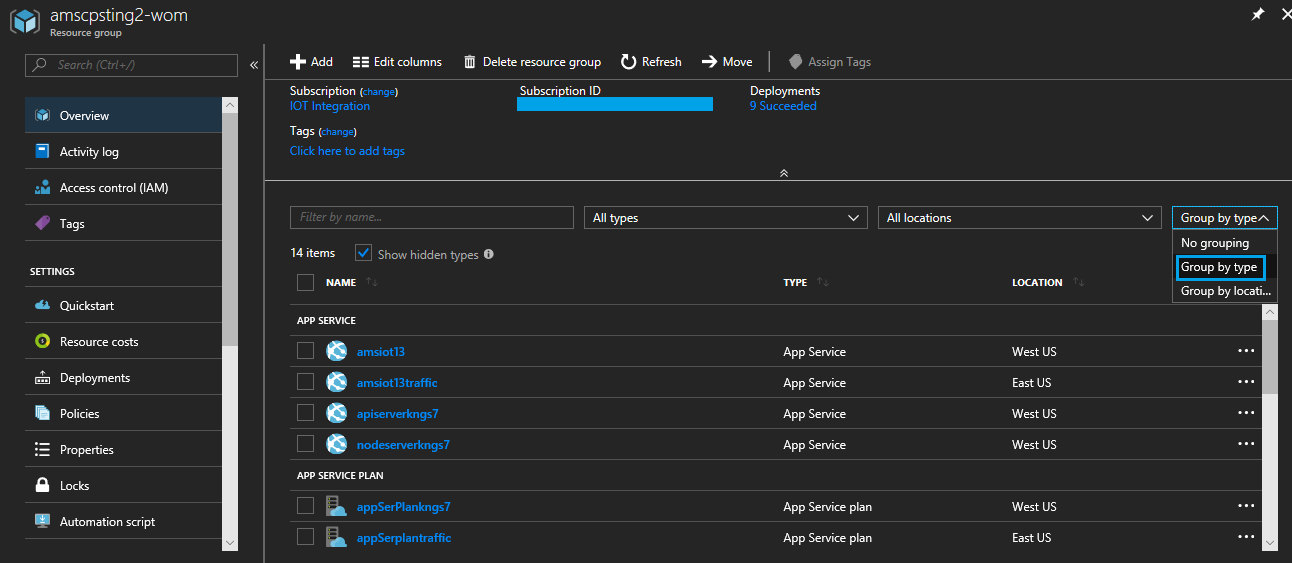 amscpsting2-wom
Resource group
Search (Ctrl+/)
Overview
Activity log
Access control (IAM)
Tags
SETTINGS
Quickstart
Resource costs
Deployments
Policies
Properties
Locks
Automation script
Add Edit columns Delete resource group Refresh Move Assign Tags
Subscription (change) Subscription ID Deployments
IOT Integration 9 Succeeded
Tags (change)
Click here to add tags
Filter by name... All types All locations Group by type
No grouping
Group by type
Group by locati...
14 items Show hidden types
NAME TYPE LOCATION
APP SERVICE
amsiot13 App Service West US
amsiot13traffic App Service East US
apiserverkngs7 App Service West US
nodeserverkngs7 App Service West US
APP SERVICE PLAN
appSerPlankngs7 App Service plan West US
appSerplantraffic App Service plan East US